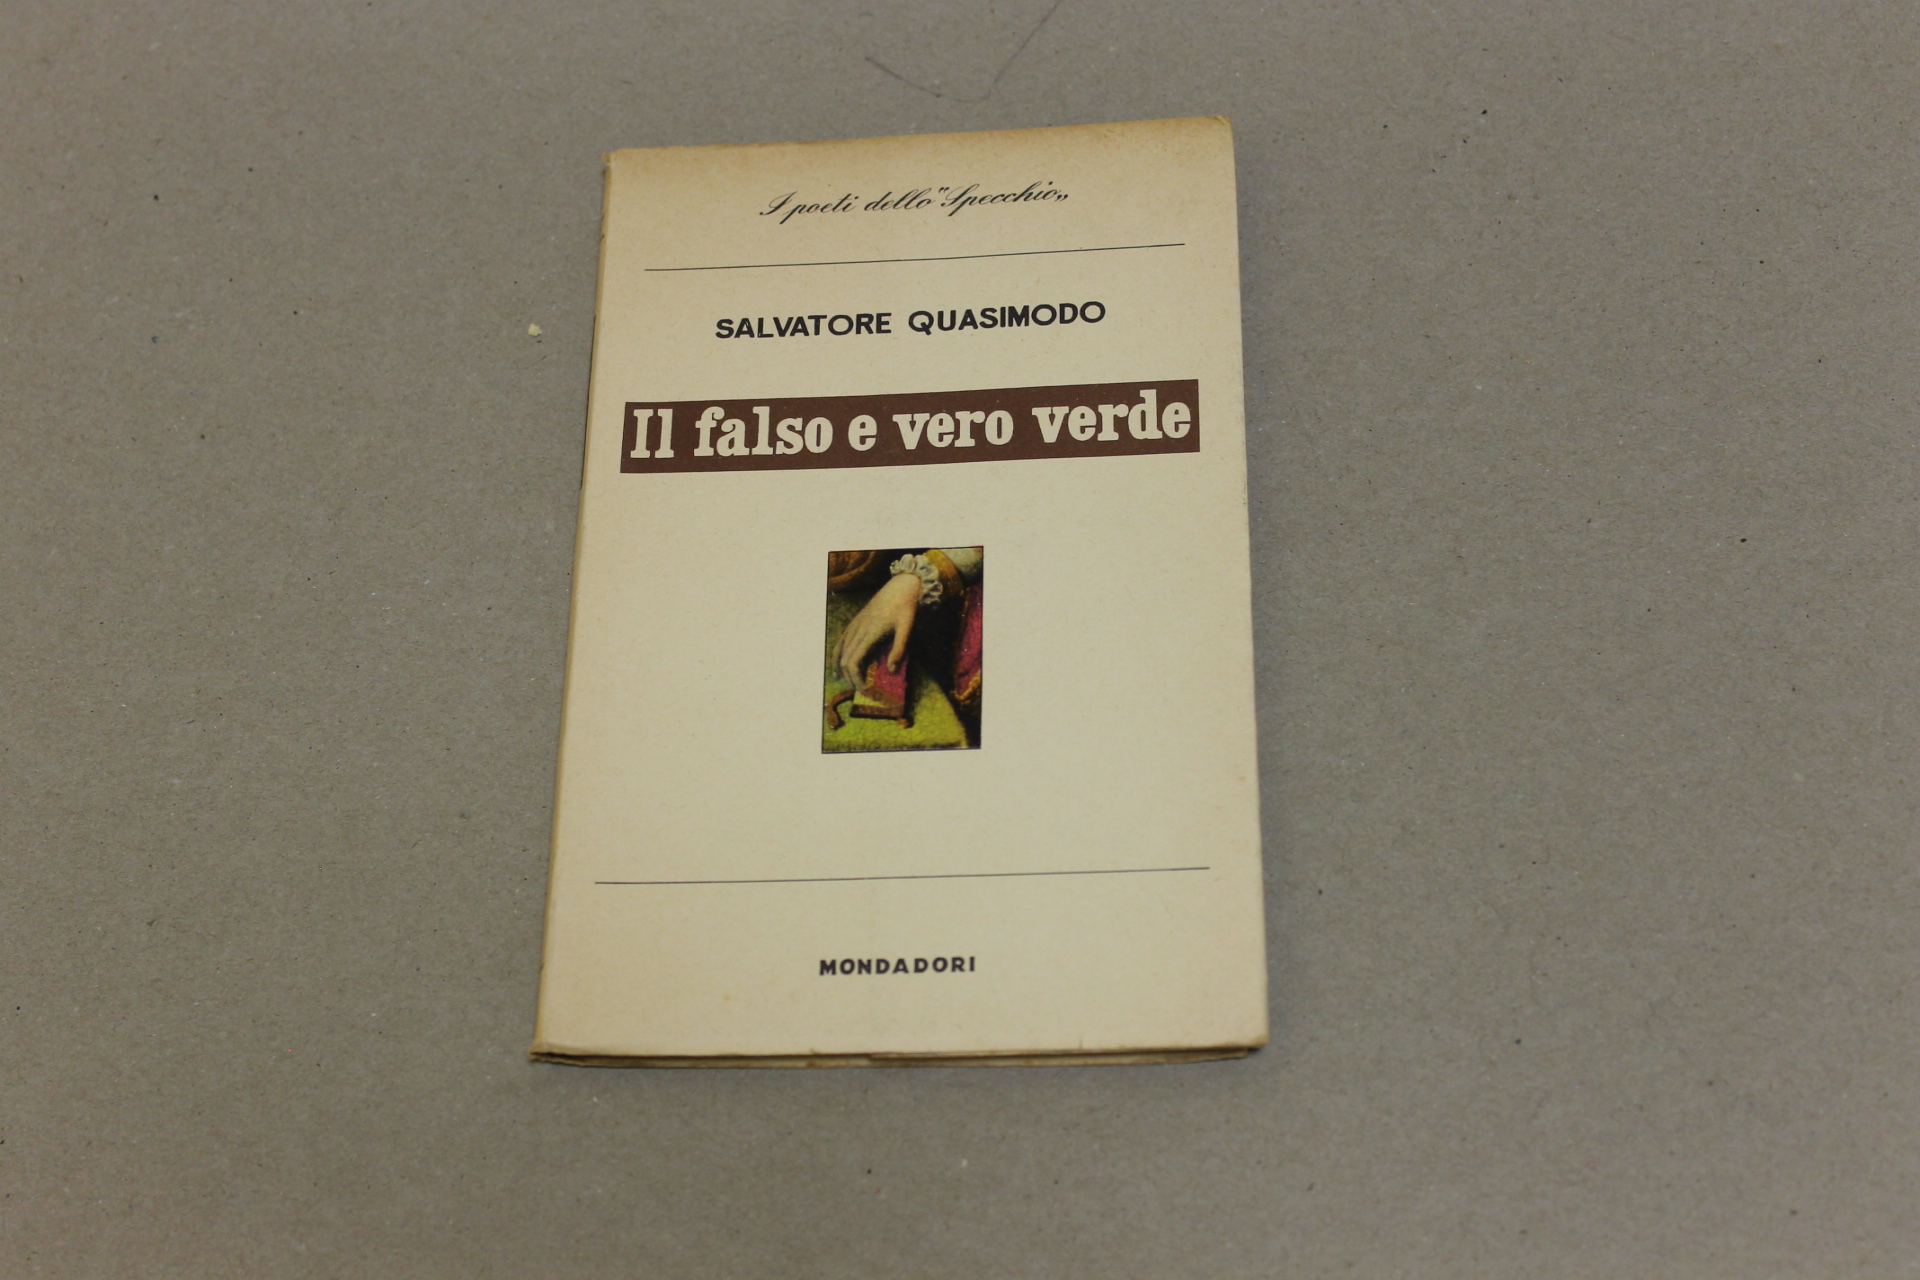 I poeti dello "Specchio„
SALVATORE QUASIMODO
Il falso e vero verde
MONDADORI